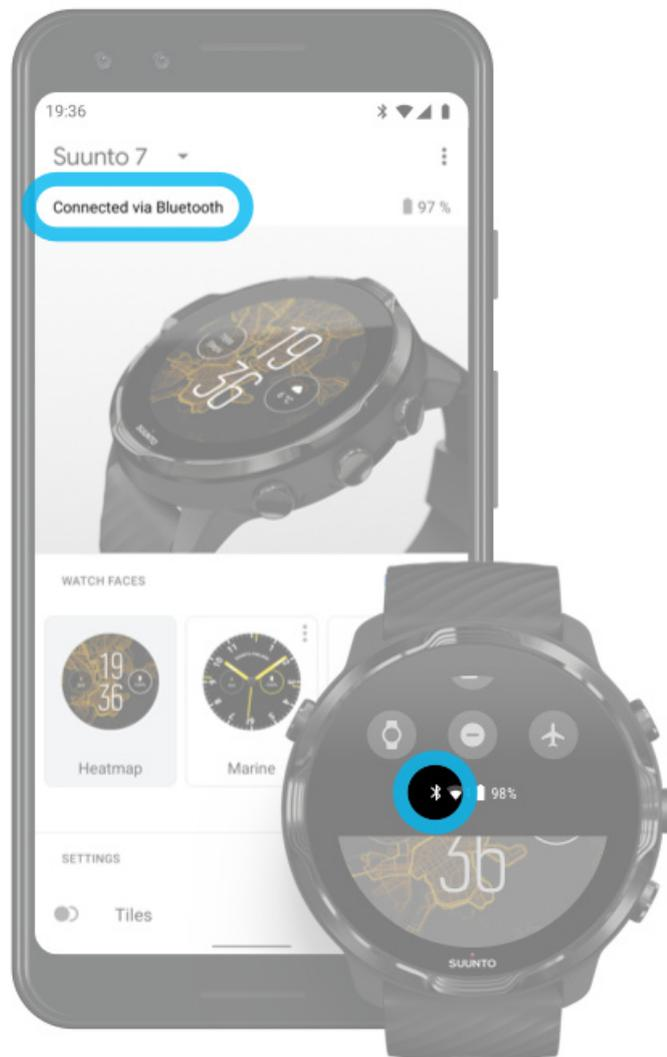 19:36
Suunto 7
Connected via Bluetooth
97 %
19
36
SUUNTO
WATCH FACES
19
36
Heatmap
Marine
98%
36
SUUNTO
SETTINGS
Tiles